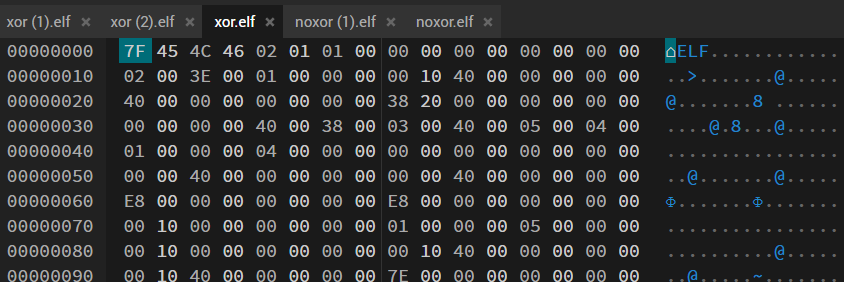 xor (1).elf × xor (2).elf × xor.elf × noxor (1).elf × noxor.elf ×
00000000 7F 45 4C 46 02 01 01 00 00 00 00 00 00 00 00 00 ⌂ELF............
00000010 02 00 3E 00 01 00 00 00 00 10 40 00 00 00 00 00 ..>.......@.....
00000020 40 00 00 00 00 00 00 00 38 20 00 00 00 00 00 00 @.......8 ......
00000030 00 00 00 00 40 00 38 00 03 00 40 00 05 00 04 00 ....@.8...@.....
00000040 01 00 00 00 04 00 00 00 00 00 00 00 00 00 00 00 ................
00000050 00 00 40 00 00 00 00 00 00 00 40 00 00 00 00 00 ..@.......@.....
00000060 E8 00 00 00 00 00 00 00 E8 00 00 00 00 00 00 00 Φ.......Φ.......
00000070 00 10 00 00 00 00 00 00 01 00 00 00 05 00 00 00 ................
00000080 00 10 00 00 00 00 00 00 00 10 40 00 00 00 00 00 ..........@.....
00000090 00 10 40 00 00 00 00 00 7E 00 00 00 00 00 00 00 ..@.....~.......